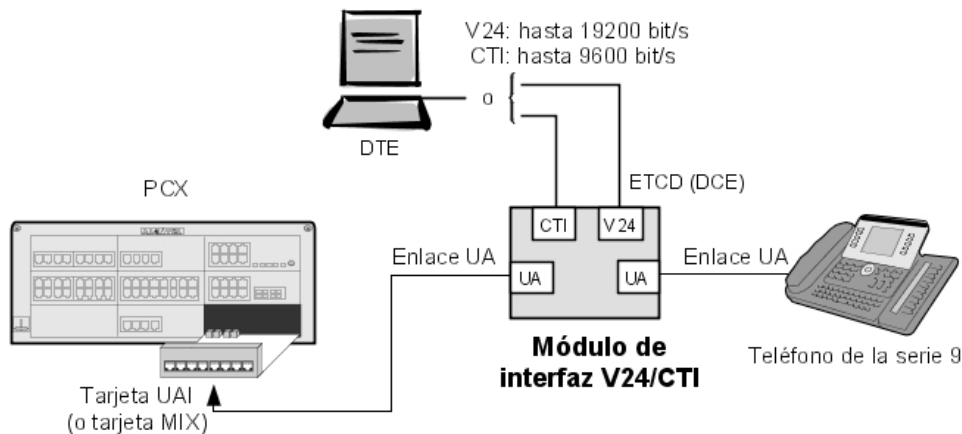 V24: hasta 19200 bit/s
CTI: hasta 9600 bit/s
o
DTE
PCX
ETCD (DCE)
CTI
V24
Enlace UA
Enlace UA
UA
UA
Módulo de
interfaz V24/CTI
Teléfono de la serie 9
Tarjeta UAI
(o tarjeta MIX)